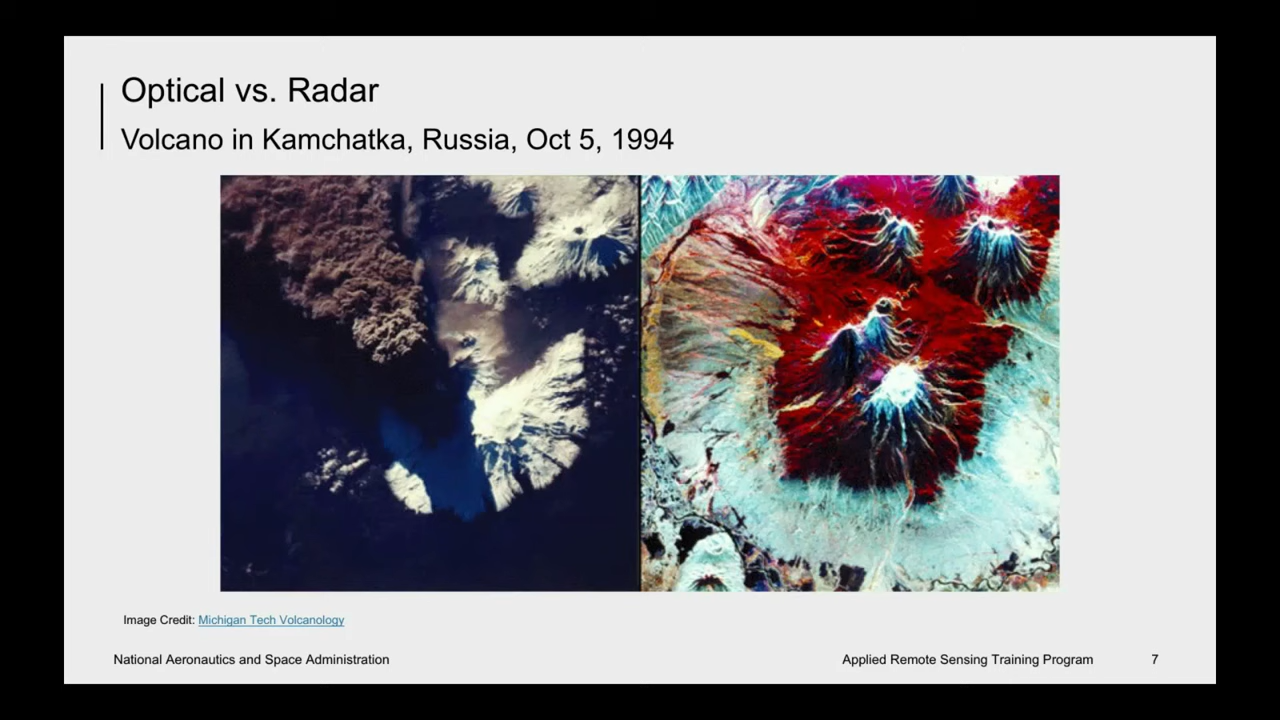 Optical vs. Radar
Volcano in Kamchatka, Russia, Oct 5, 1994
Image Credit: Michigan Tech Volcanology
National Aeronautics and Space Administration
Applied Remote Sensing Training Program
7